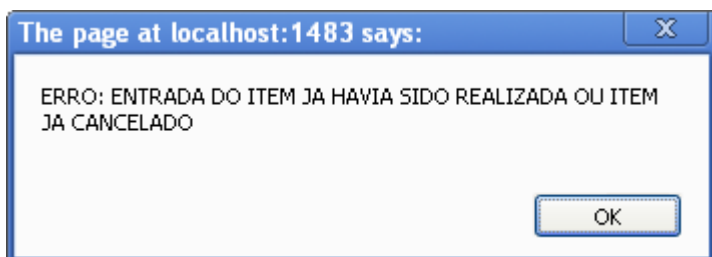 The page at localhost:1483 says:
ERRO: ENTRADA DO ITEM JA HAVIA SIDO REALIZADA OU ITEM
JA CANCELADO
OK